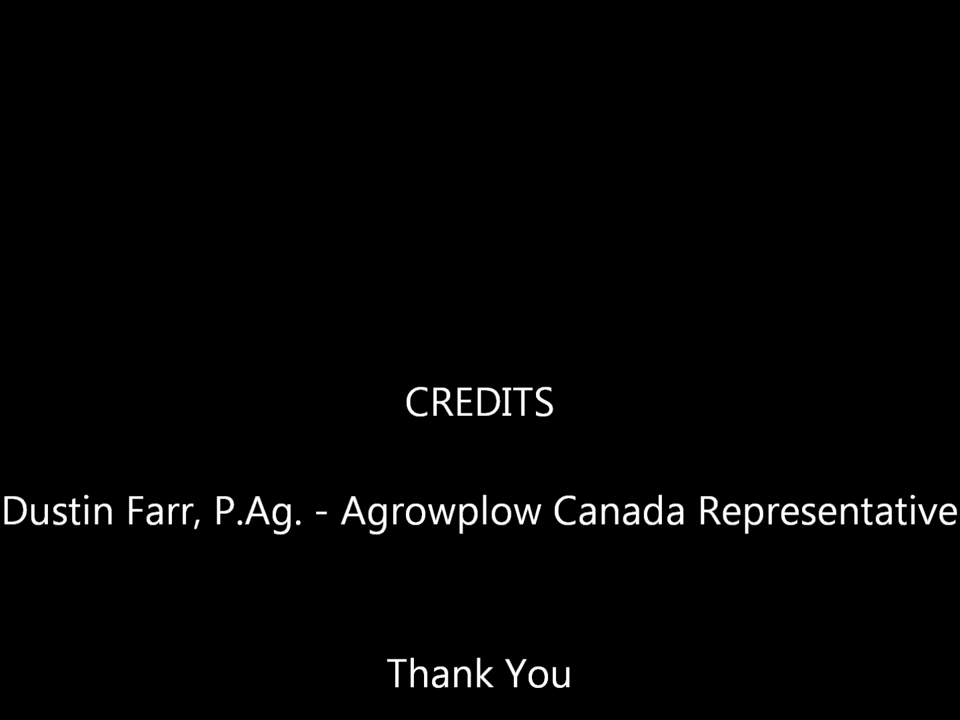 CREDITS
Dustin Farr, P.Ag. - Agrowplow Canada Representative
Thank You